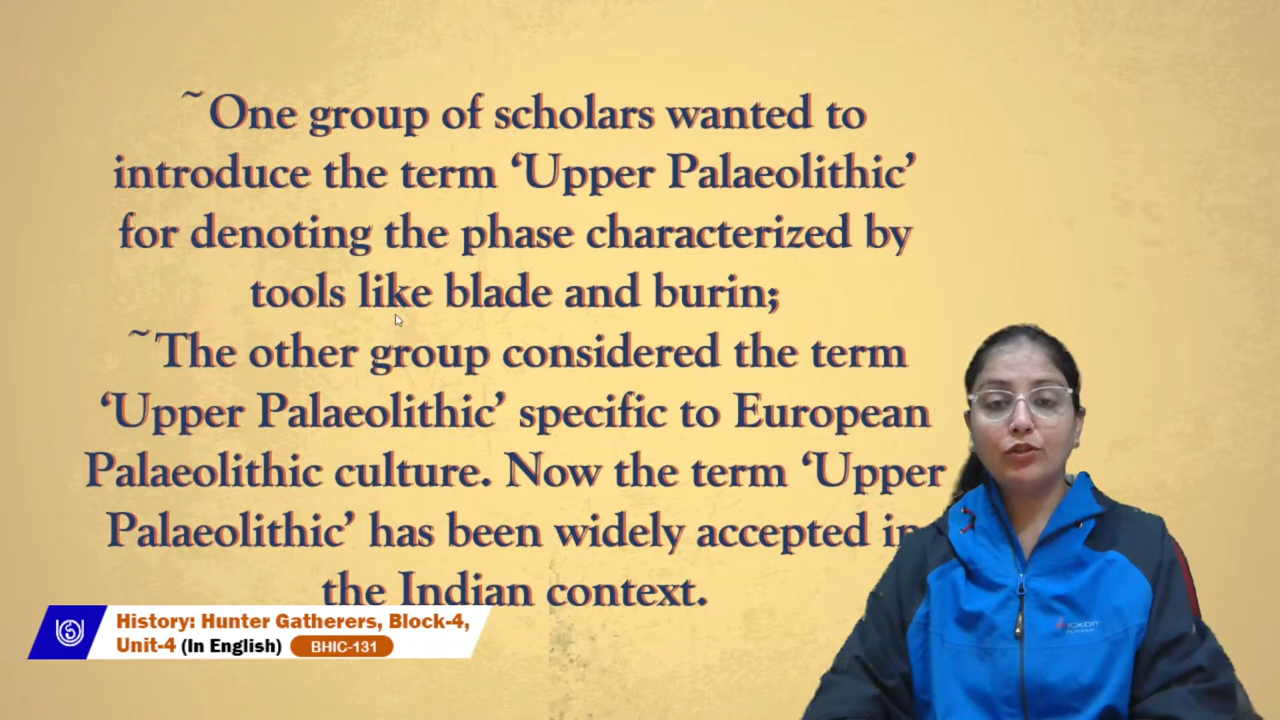 ~One group of scholars wanted to
introduce the term ‘Upper Palaeolithic’
for denoting the phase characterized by
tools like blade and burin;
~The other group considered the term
‘Upper Palaeolithic’ specific to European
Palaeolithic culture. Now the term ‘Upper
Palaeolithic’ has been widely accepted in
the Indian context.
History: Hunter Gatherers, Block-4,
Unit-4 (In English) BHIC-131